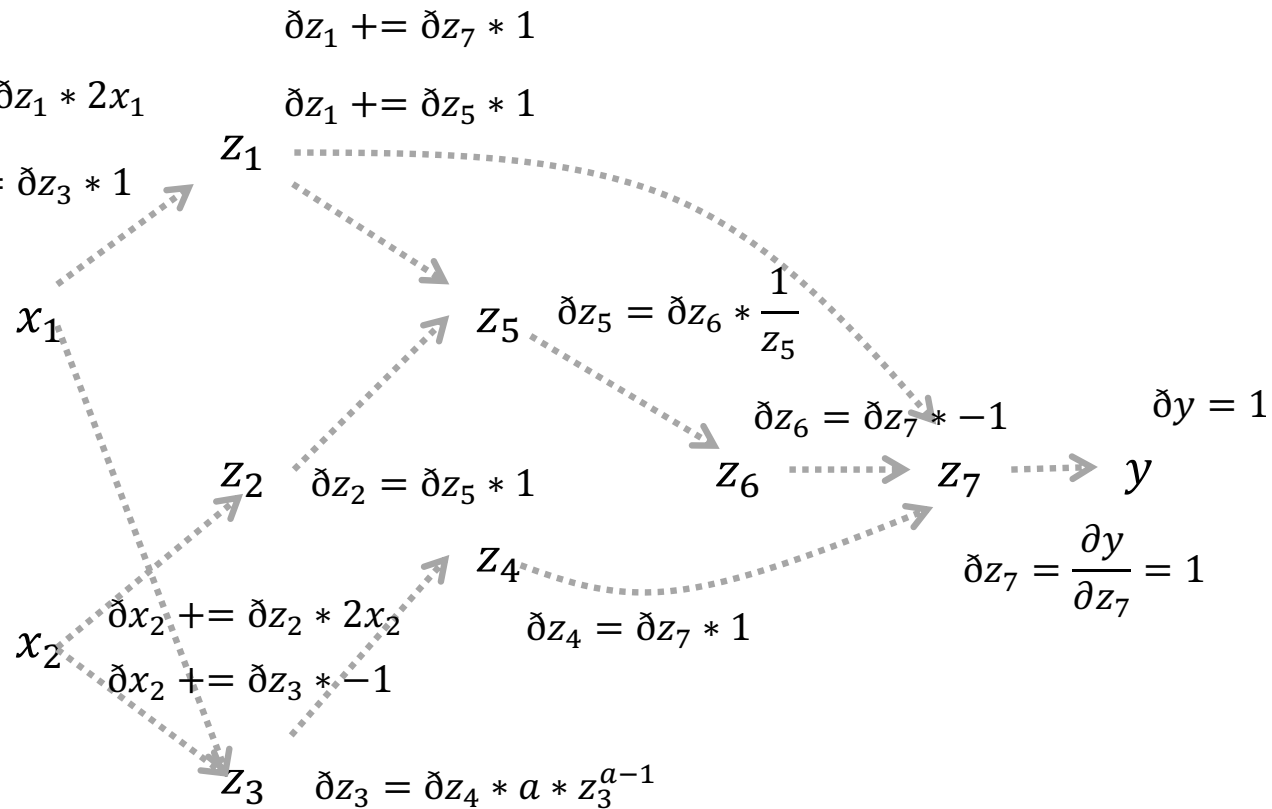 ðz₁ += ðz₇ * 1
ðz₁ * 2x₁
ðz₁ += ðz₅ * 1
z₁
= ðz₃ * 1
x₁
z₅
ðz₅ = ðz₆ * 1/z₅
ðz₆ = ðz₇ * −1
ðy = 1
z₂
ðz₂ = ðz₅ * 1
z₆
z₇
y
z₄
ðz₇ = ∂y/∂z₇ = 1
ðx₂ += ðz₂ * 2x₂
ðz₄ = ðz₇ * 1
x₂
ðx₂ += ðz₃ * −1
z₃
ðz₃ = ðz₄ * a * z₃^{a−1}